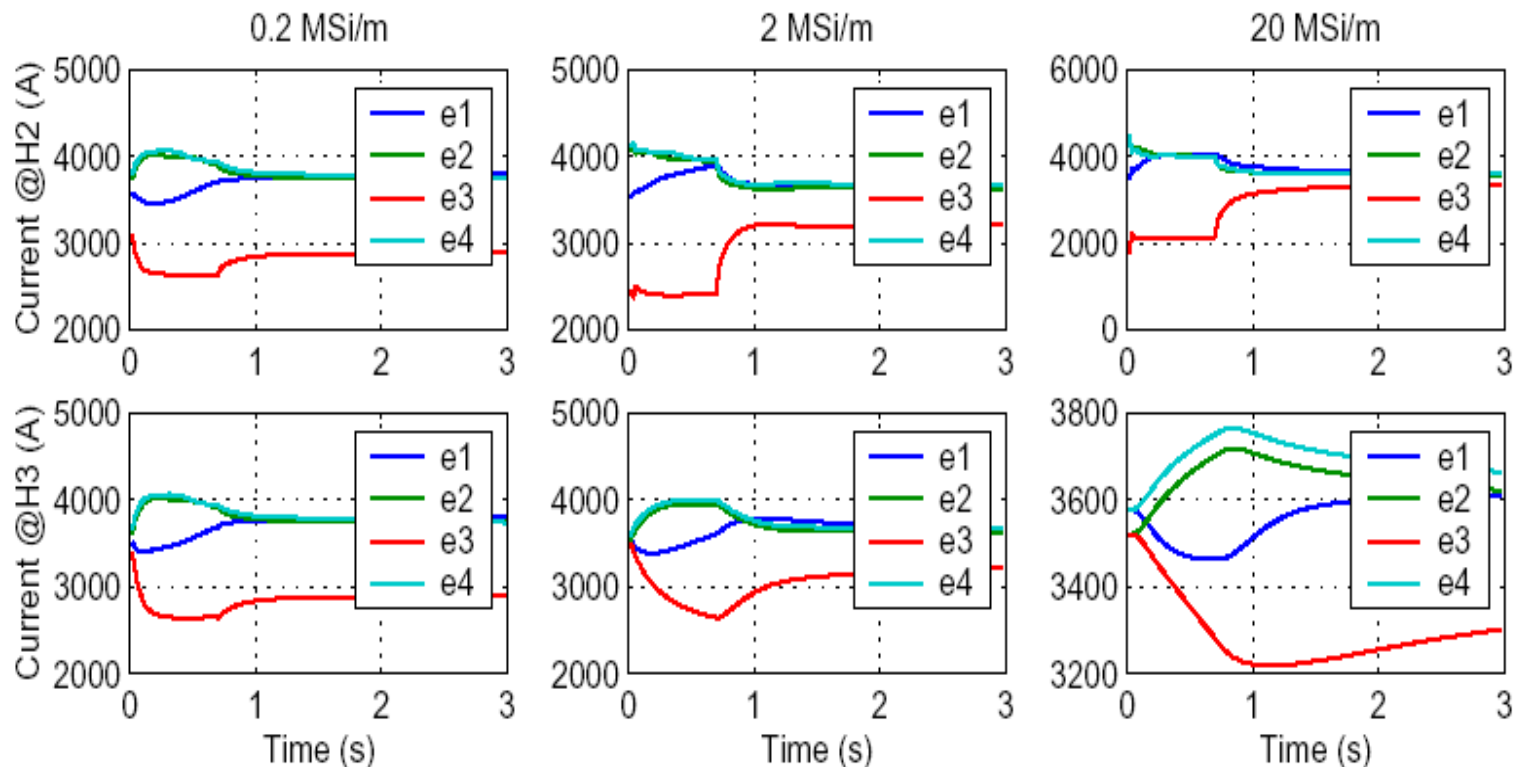 0.2 MSi/m 2 MSi/m 20 MSi/m
Current @H2 (A)
5000
4000
3000
2000
0 1 2 3
e1
e2
e3
e4
5000
4000
3000
2000
0 1 2 3
e1
e2
e3
e4
6000
4000
2000
0
0 1 2 3
e1
e2
e3
e4
Current @H3 (A)
5000
4000
3000
2000
0 1 2 3
Time (s)
e1
e2
e3
e4
5000
4000
3000
2000
0 1 2 3
Time (s)
e1
e2
e3
e4
3800
3600
3400
3200
0 1 2 3
Time (s)
e1
e2
e3
e4